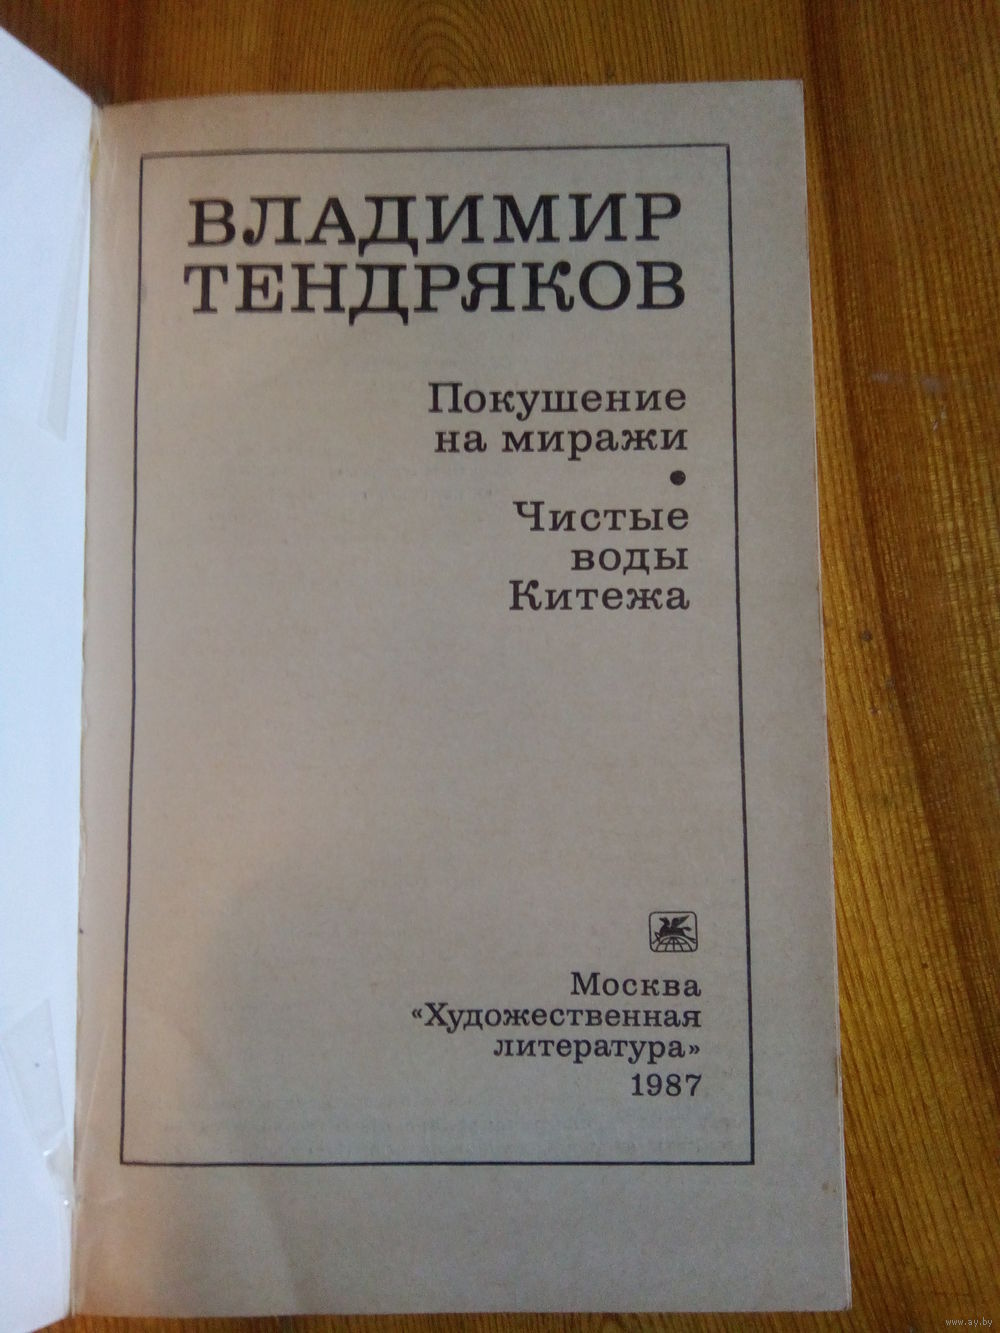 ВЛАДИМИР
ТЕНДРЯКОВ
Покушение
на миражи
•
Чистые
воды
Китежа
Москва
«Художественная
литература»
1987
www.ay.by